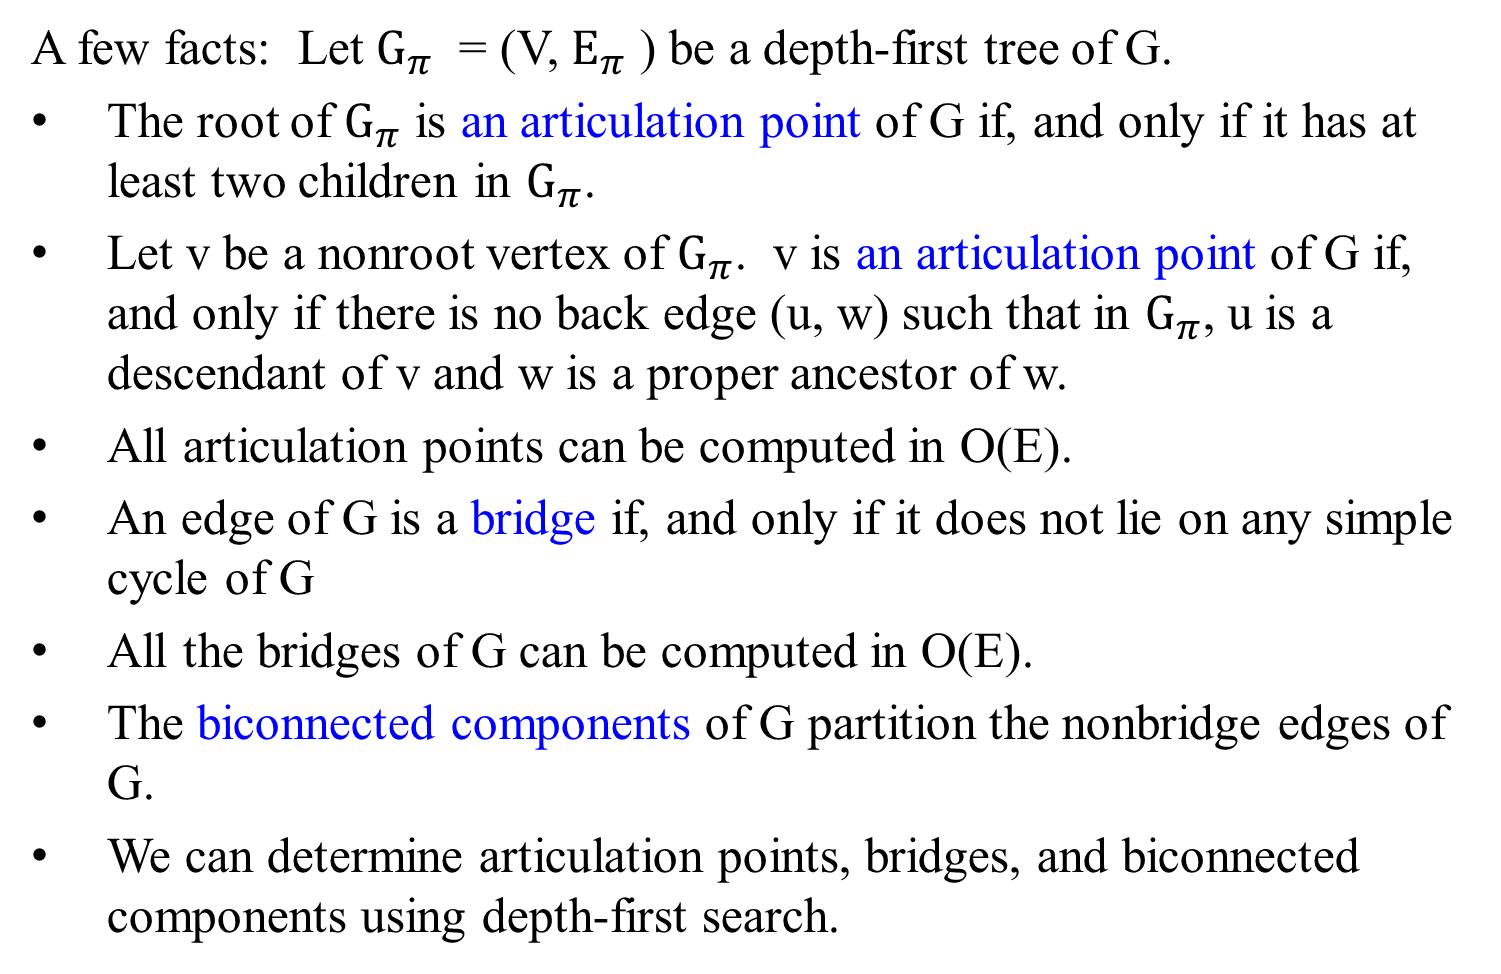 A few facts: Let G𝜋 = (V, E𝜋 ) be a depth-first tree of G.
• The root of G𝜋 is an articulation point of G if, and only if it has at
least two children in G𝜋.
• Let v be a nonroot vertex of G𝜋. v is an articulation point of G if,
and only if there is no back edge (u, w) such that in G𝜋, u is a
descendant of v and w is a proper ancestor of w.
• All articulation points can be computed in O(E).
• An edge of G is a bridge if, and only if it does not lie on any simple
cycle of G
• All the bridges of G can be computed in O(E).
• The biconnected components of G partition the nonbridge edges of
G.
• We can determine articulation points, bridges, and biconnected
components using depth-first search.